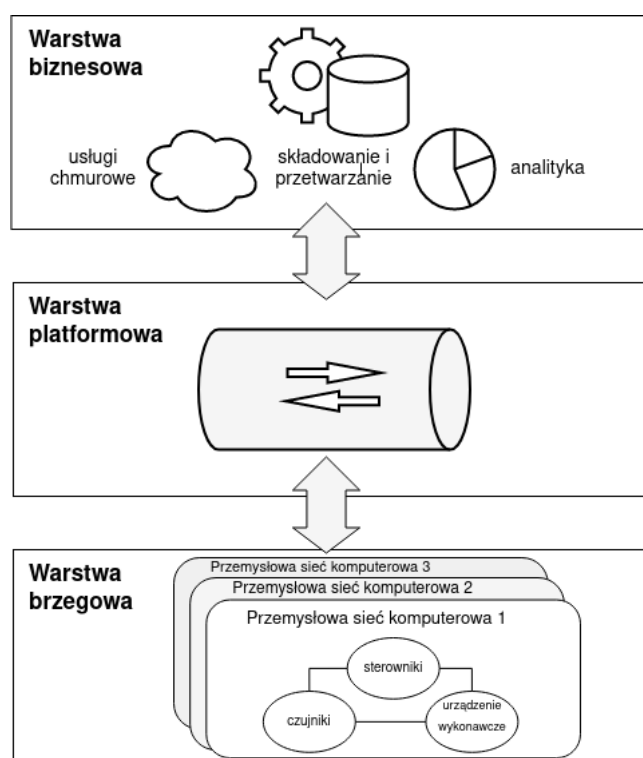 Warstwa
biznesowa
usługi
chmurowe
składowanie i
przetwarzanie
analityka
Warstwa
platformowa
Warstwa
brzegowa
Przemysłowa sieć komputerowa 3
Przemysłowa sieć komputerowa 2
Przemysłowa sieć komputerowa 1
sterowniki
czujniki
urządzenie
wykonawcze